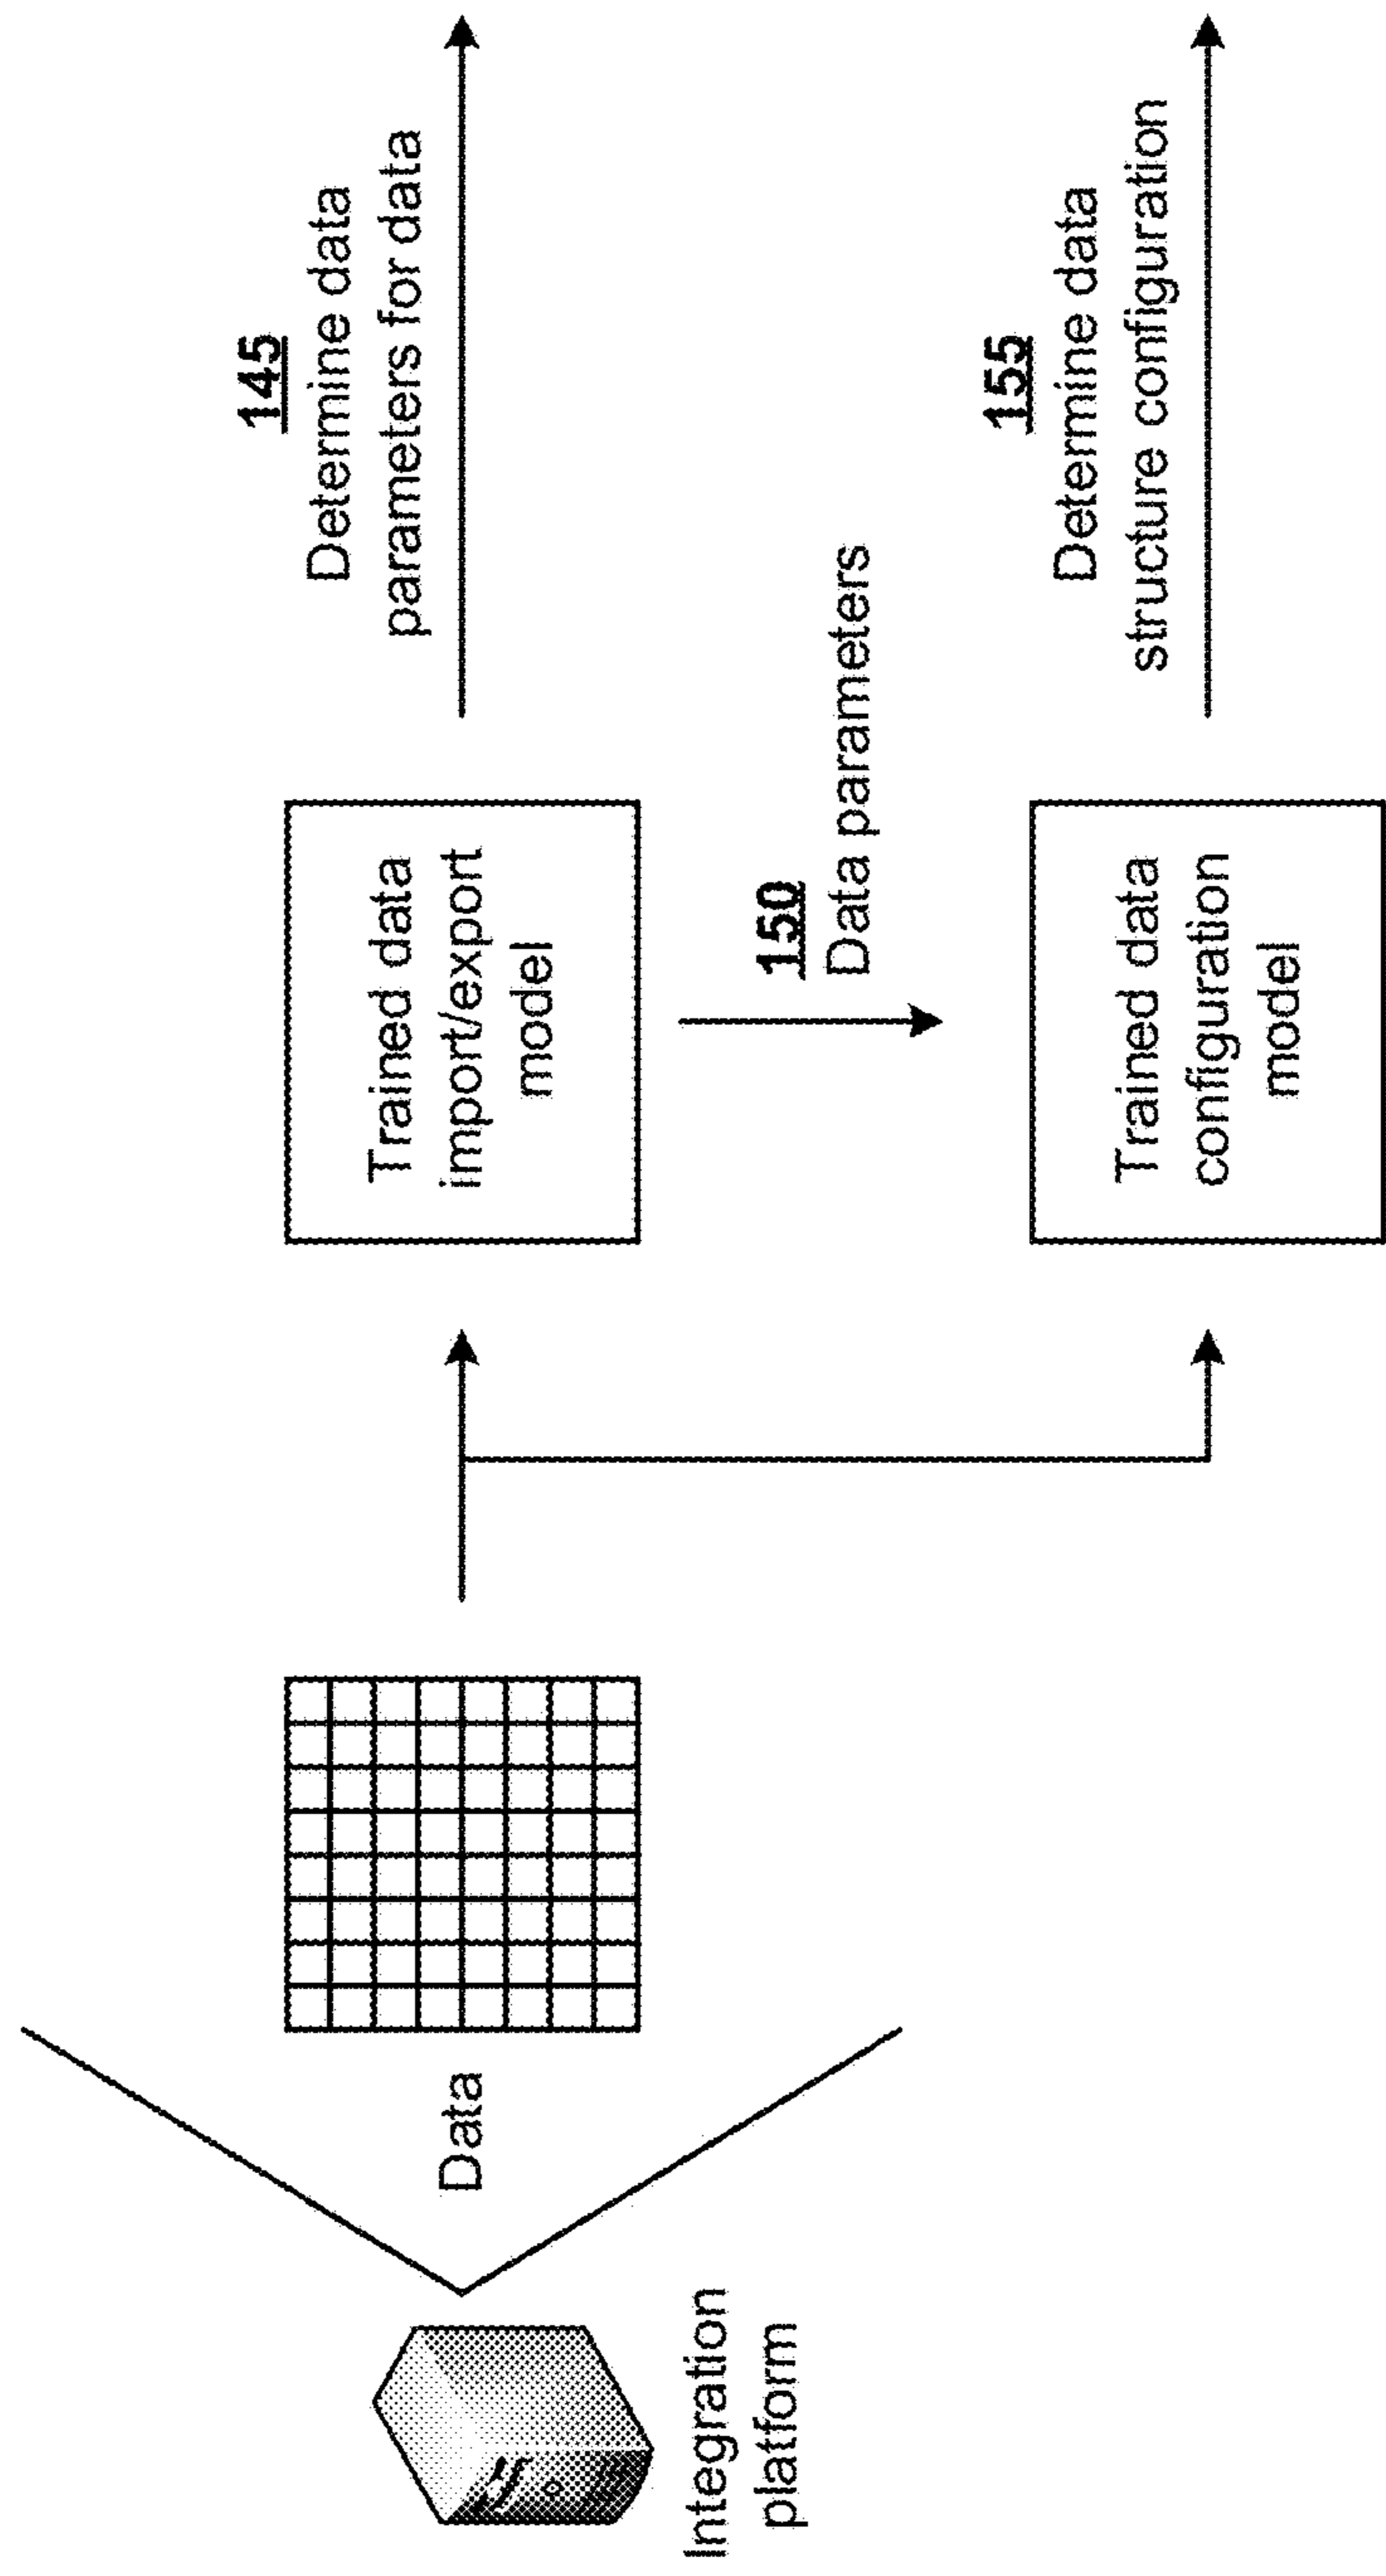 Integration
platform
Data
Trained data
import/export
model
145
Determine data
parameters for data
150
Data parameters
Trained data
configuration
model
155
Determine data
structure configuration